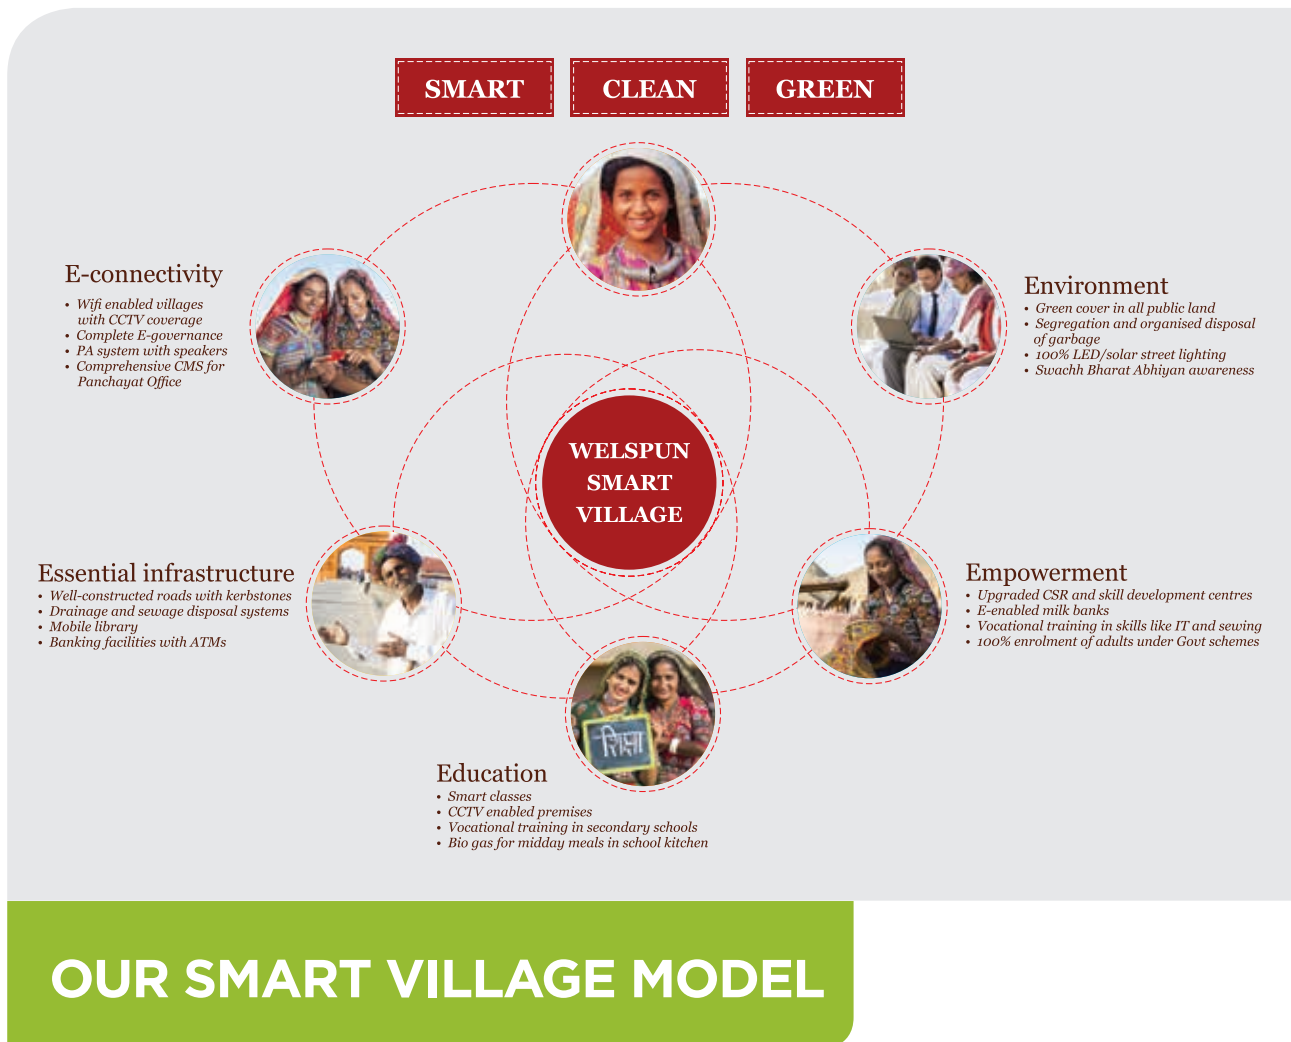 SMART
CLEAN
GREEN
E-connectivity
• Wifi enabled villages
with CCTV coverage
• Complete E-governance
• PA system with speakers
• Comprehensive CMS for
Panchayat Office
Environment
• Green cover in all public land
• Segregation and organised disposal
of garbage
• 100% LED/solar street lighting
• Swachh Bharat Abhiyan awareness
WELSPUN
SMART
VILLAGE
Essential infrastructure
• Well-constructed roads with kerbstones
• Drainage and sewage disposal systems
• Mobile library
• Banking facilities with ATMs
Empowerment
• Upgraded CSR and skill development centres
• E-enabled milk banks
• Vocational training in skills like IT and sewing
• 100% enrolment of adults under Govt schemes
शिक्षा
Education
• Smart classes
• CCTV enabled premises
• Vocational training in secondary schools
• Bio gas for midday meals in school kitchen
OUR SMART VILLAGE MODEL